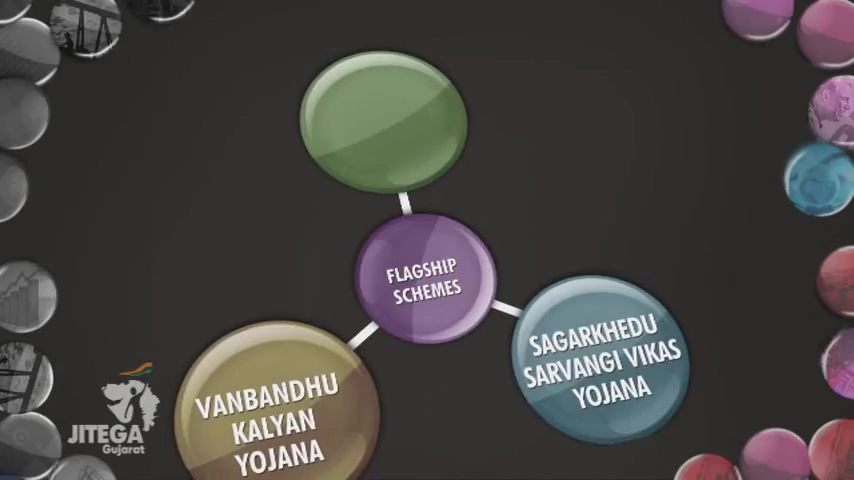 FLAGSHIP
SCHEMES
SAGARKHEDU
SARVANGI VIKAS
YOJANA
VANBANDHU
KALYAN
YOJANA
JITEGA
Gujarat